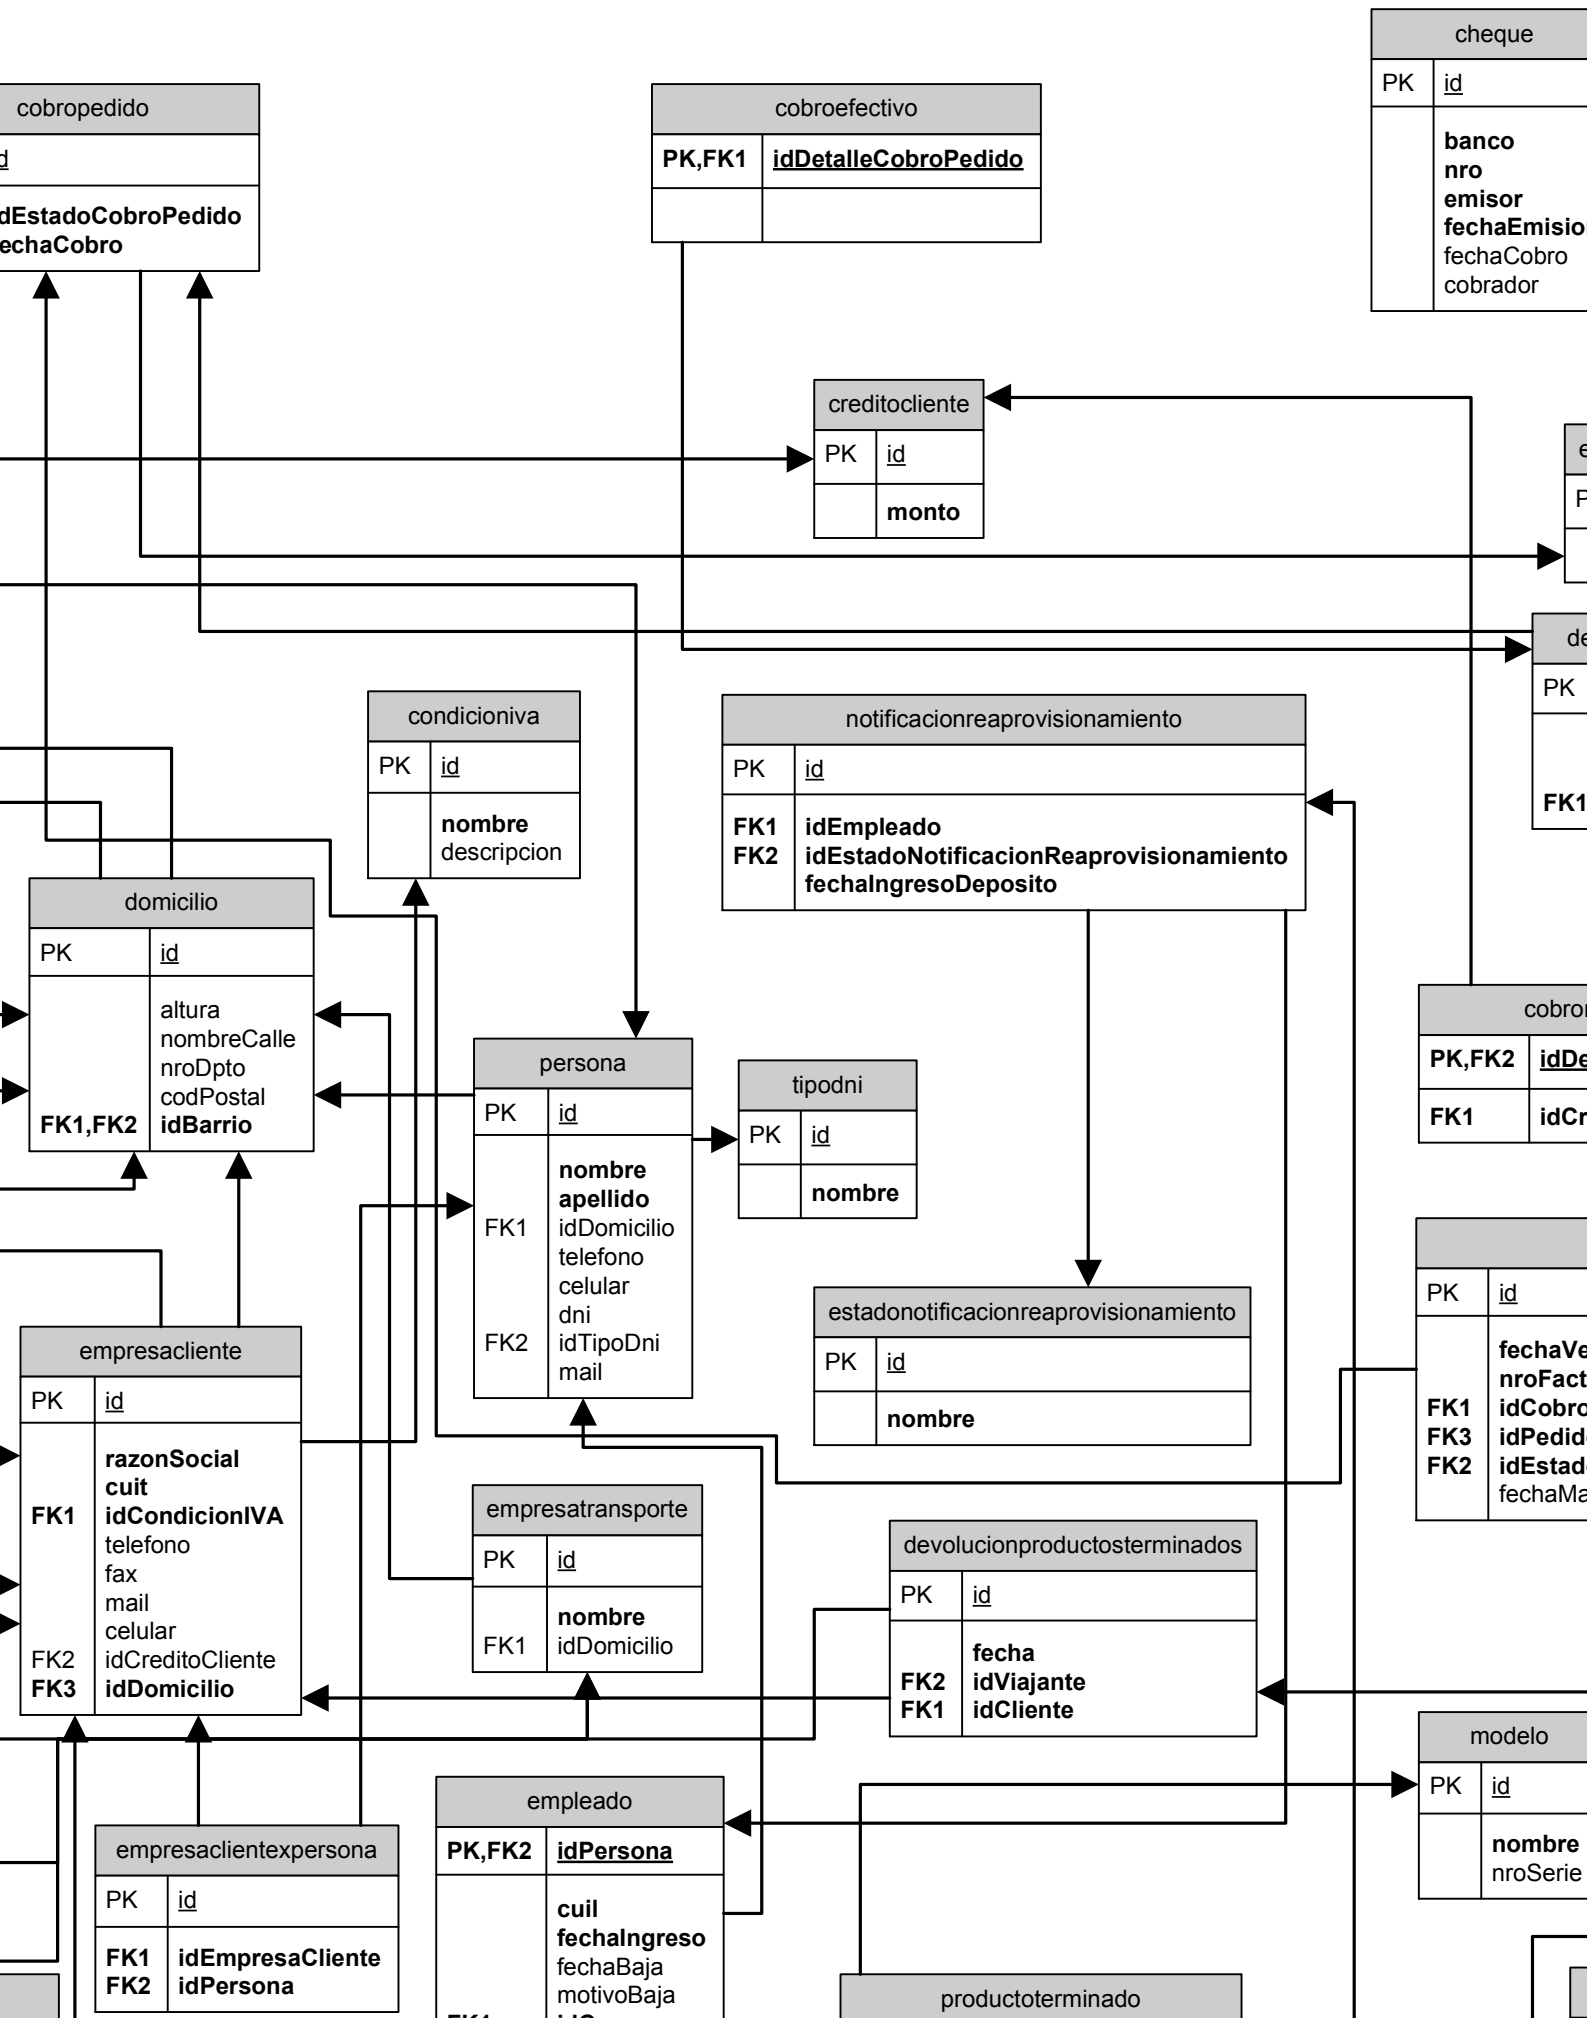 cheque
PK id
banco
nro
emisor
fechaCobro
cobrador
cobropedido
cobroefectivo
PK,FK1 idDetalleCobroPedido
creditocliente
PK id
monto
PK
FK1
condicioniva
PK id
nombre
descripcion
notificacionreaprovisionamiento
PK id
FK1 idEmpleado
FK2 idEstadoNotificacionReaprovisionamiento
fechaIngresoDeposito
domicilio
PK id
altura
nombreCalle
nroDpto
codPostal
FK1,FK2 idBarrio
persona
PK id
nombre
apellido
FK1 idDomicilio
telefono
celular
dni
FK2 idTipoDni
mail
tipodni
PK id
nombre
PK,FK2
FK1
estadonotificacionreaprovisionamiento
PK id
nombre
PK id
FK1
FK3
FK2
empresacliente
PK id
razonSocial
cuit
FK1 idCondicionIVA
telefono
fax
mail
celular
FK2 idCreditoCliente
FK3 idDomicilio
empresatransporte
PK id
nombre
FK1 idDomicilio
devolucionproductosterminados
PK id
fecha
FK2 idViajante
FK1 idCliente
modelo
PK id
nombre
nroSerie
empresaclientexpersona
PK id
FK1 idEmpresaCliente
FK2 idPersona
empleado
PK,FK2 idPersona
cuil
fechaIngreso
fechaBaja
motivoBaja
productoterminado